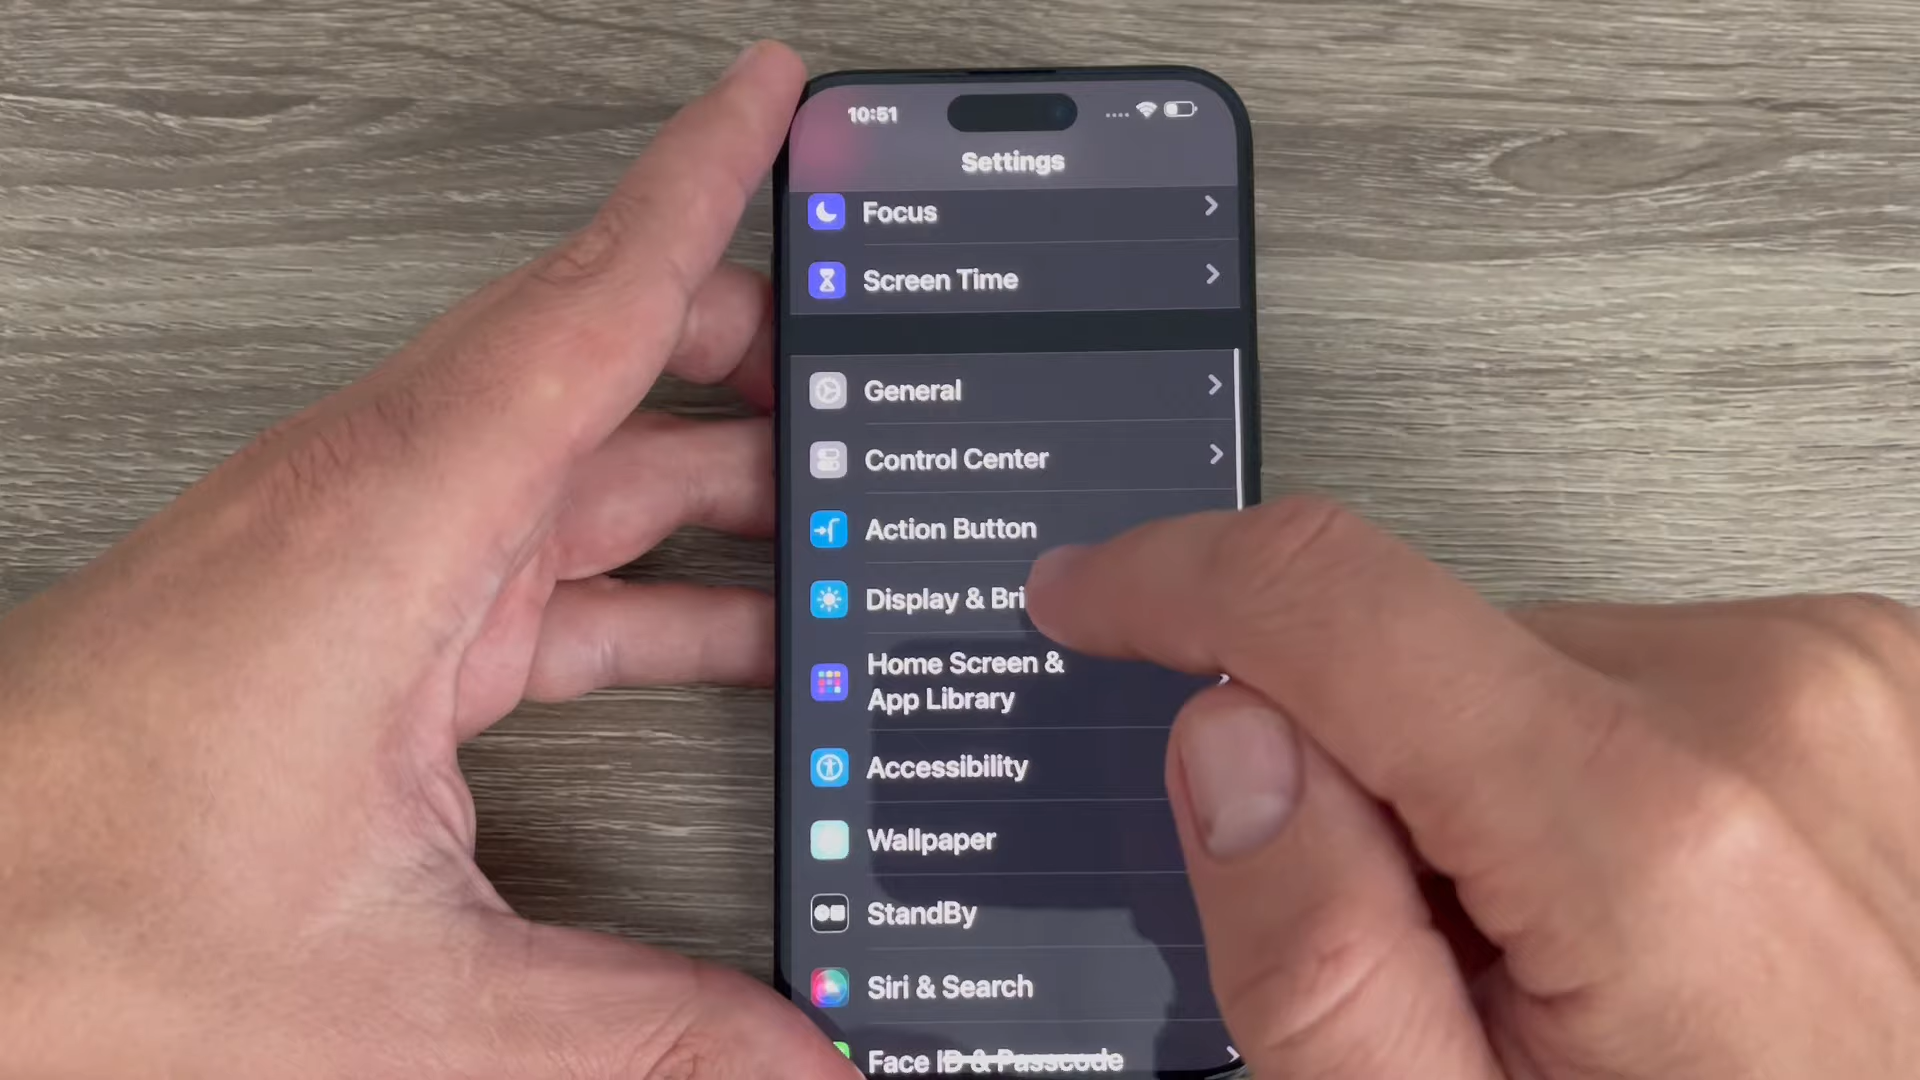 10:51
Settings
Focus
Screen Time
General
Control Center
Action Button
Display & Bri
Home Screen &
App Library
Accessibility
Wallpaper
StandBy
Siri & Search
Face ID & Passcode